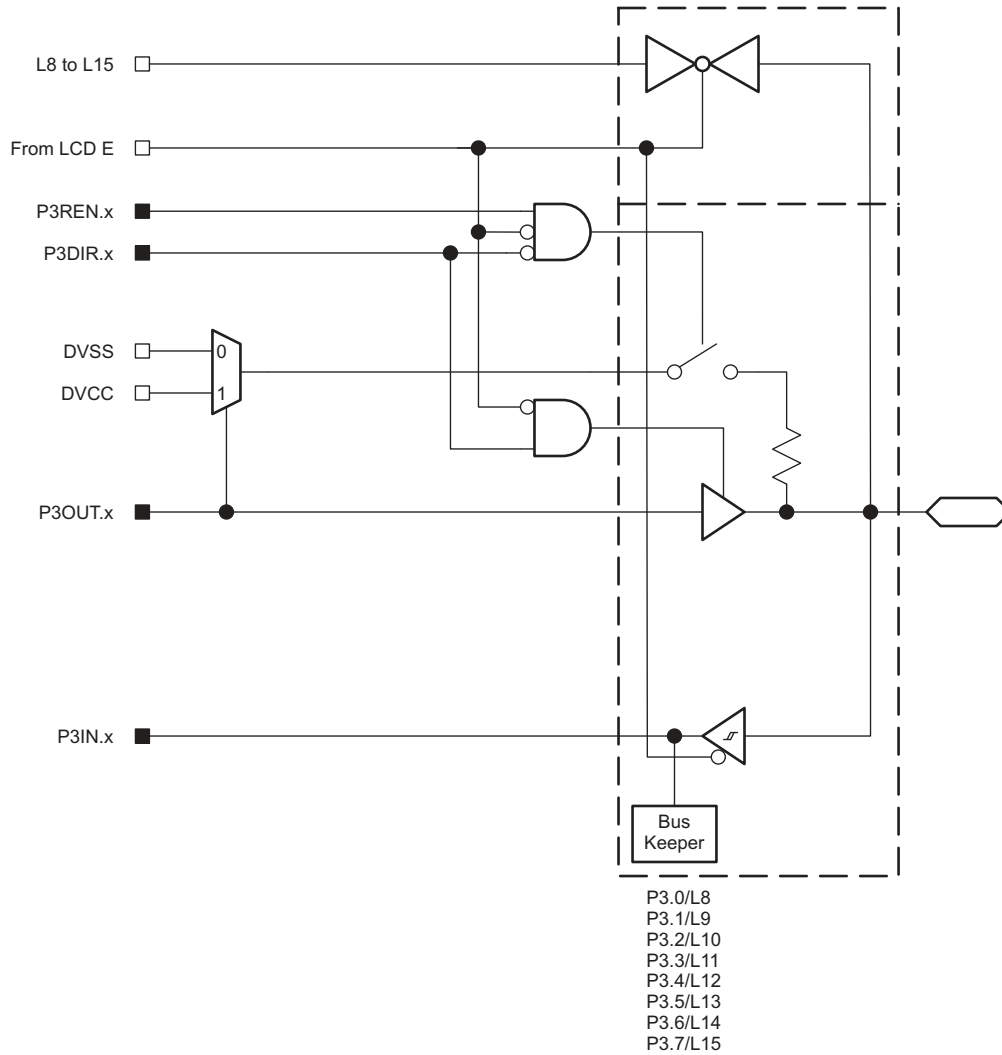 L8 to L15
From LCD E
P3REN.x
P3DIR.x
DVSS
0
DVCC
1
P3OUT.x
P3IN.x
Bus
Keeper
P3.0/L8
P3.1/L9
P3.2/L10
P3.3/L11
P3.4/L12
P3.5/L13
P3.6/L14
P3.7/L15